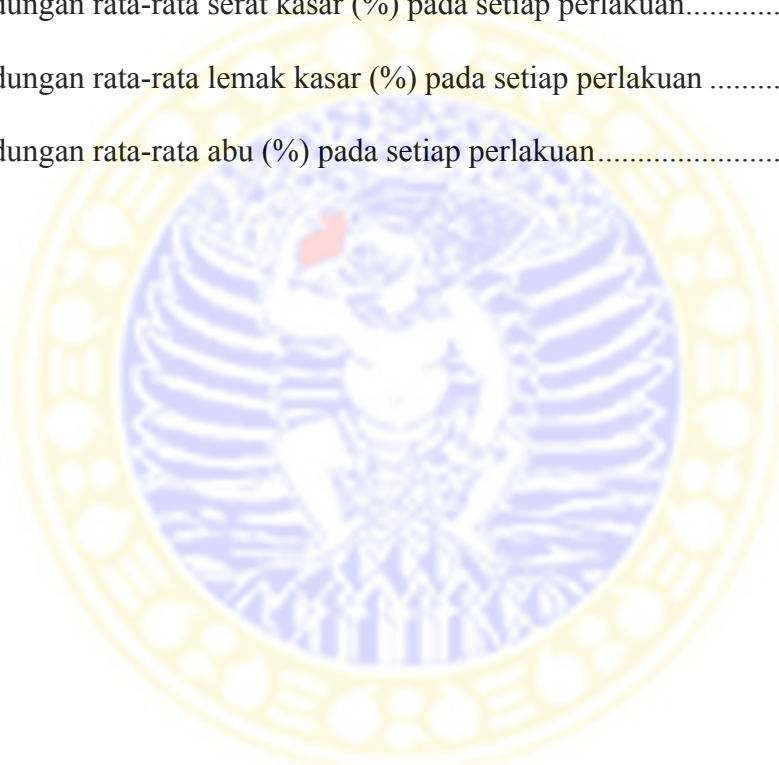 dungan rata-rata serat kasar (%) pada setiap perlakuan............
dungan rata-rata lemak kasar (%) pada setiap perlakuan .........
dungan rata-rata abu (%) pada setiap perlakuan.......................